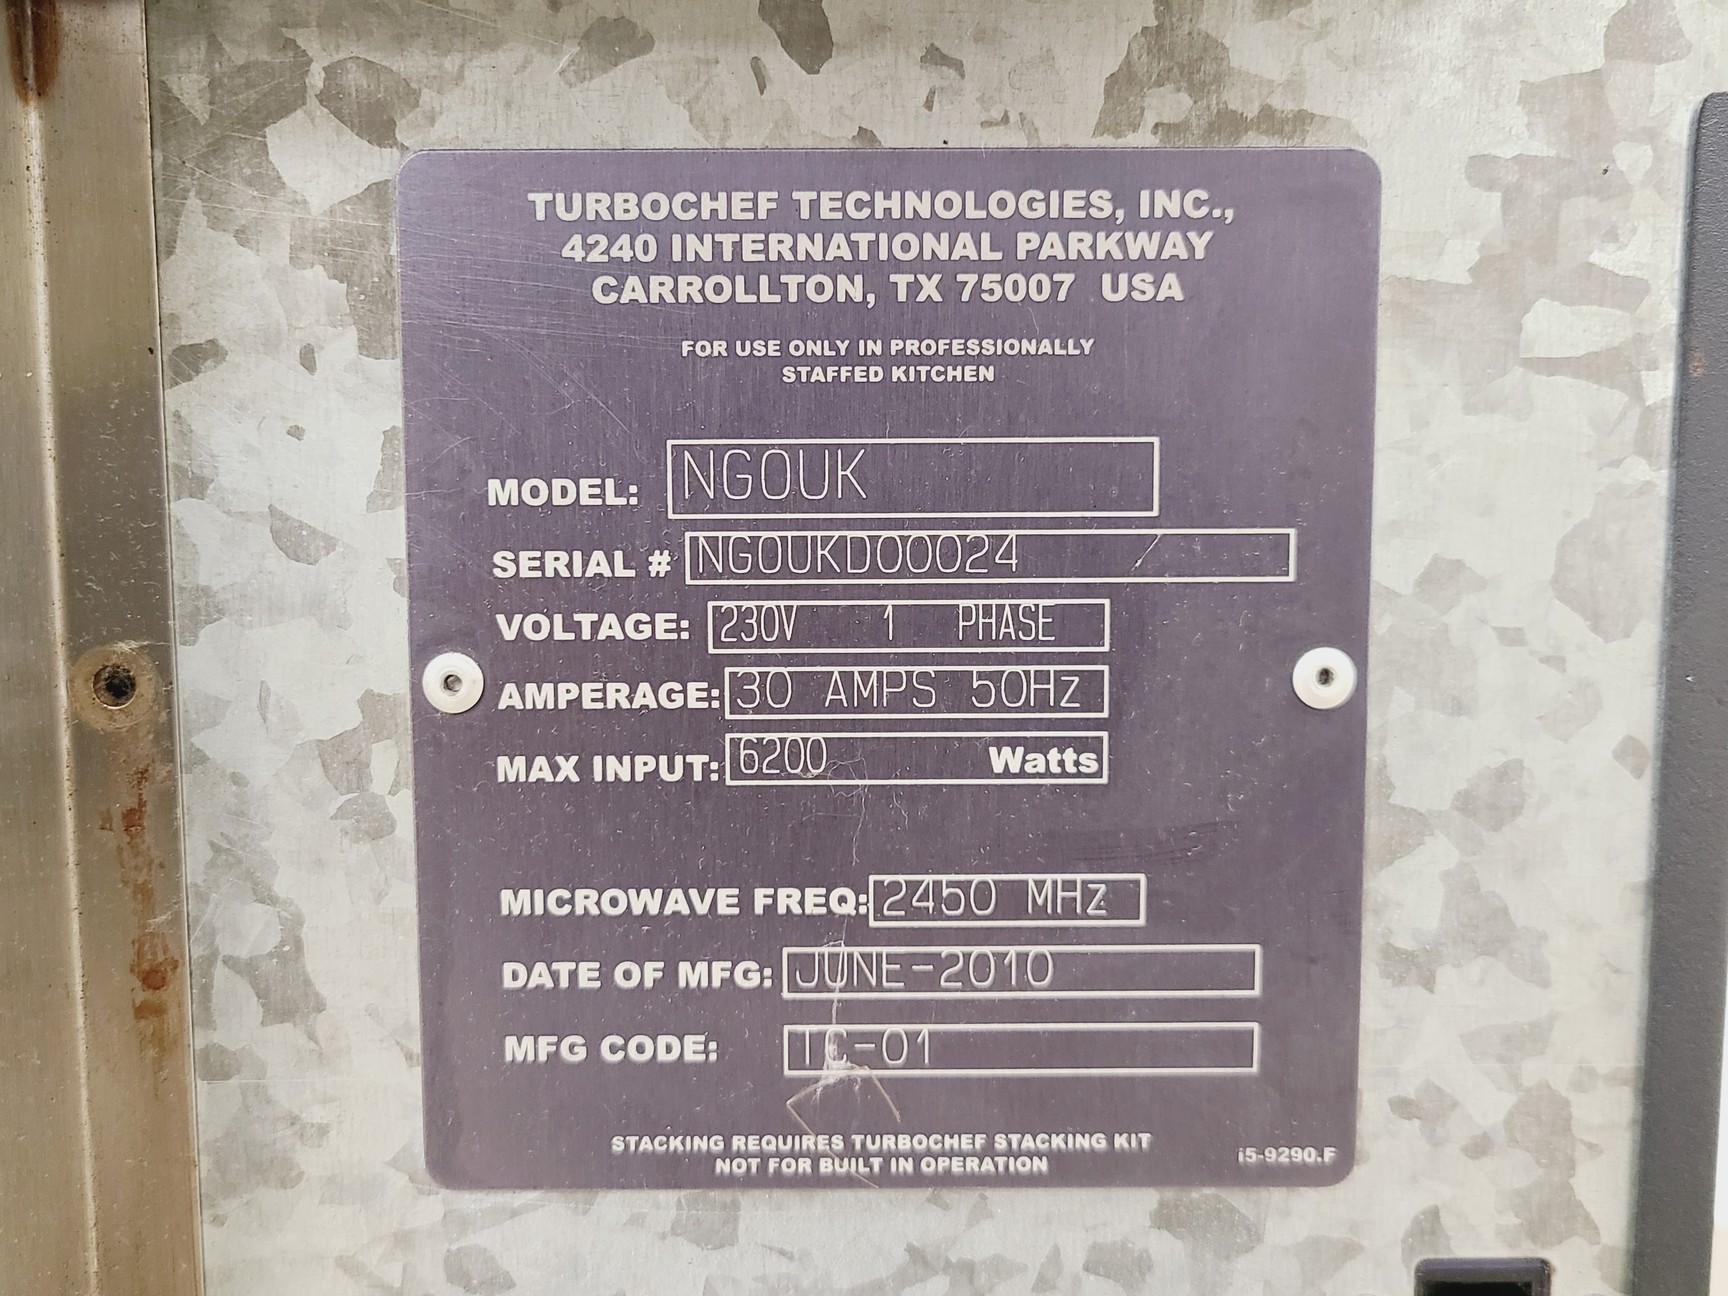 TURBOCHEF TECHNOLOGIES, INC.,
4240 INTERNATIONAL PARKWAY
CARROLLTON, TX 75007 USA
FOR USE ONLY IN PROFESSIONALLY
STAFFED KITCHEN
MODEL: NGOUK
SERIAL # NGOUKD00024
VOLTAGE: 230V 1 PHASE
AMPERAGE: 30 AMPS 50Hz
MAX INPUT: 6200 Watts
MICROWAVE FREQ: 2450 MHz
DATE OF MFG: JUNE-2010
MFG CODE: TC-01
STACKING REQUIRES TURBOCHEF STACKING KIT
NOT FOR BUILT IN OPERATION
i5-9290.F